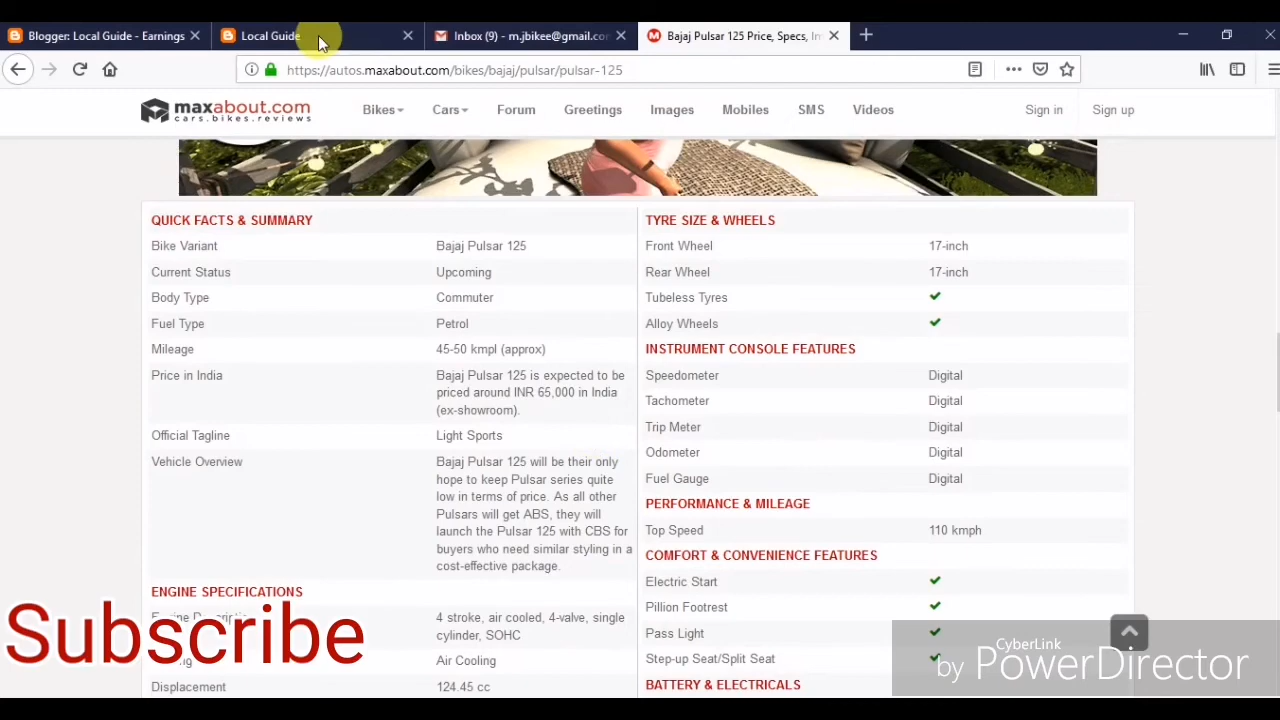 Blogger: Local Guide - Earnings
Local Guide
Inbox (9) - m.jbikee@gmail.com
Bajaj Pulsar 125 Price, Specs, Im
https://autos.maxabout.com/bikes/bajaj/pulsar/pulsar-125
maxabout.com
cars.bikes.reviews
Bikes
Cars
Forum
Greetings
Images
Mobiles
SMS
Videos
Sign in
Sign up
QUICK FACTS & SUMMARY
Bike Variant Bajaj Pulsar 125
Current Status Upcoming
Body Type Commuter
Fuel Type Petrol
Mileage 45-50 kmpl (approx)
Price in India Bajaj Pulsar 125 is expected to be
priced around INR 65,000 in India
(ex-showroom).
Official Tagline Light Sports
Vehicle Overview Bajaj Pulsar 125 will be their only
hope to keep Pulsar series quite
low in terms of price. As all other
Pulsars will get ABS, they will
launch the Pulsar 125 with CBS for
buyers who need similar styling in a
cost-effective package.
ENGINE SPECIFICATIONS
4 stroke, air cooled, 4-valve, single
cylinder, SOHC
Air Cooling
Displacement 124.45 cc
TYRE SIZE & WHEELS
Front Wheel 17-inch
Rear Wheel 17-inch
Tubeless Tyres
Alloy Wheels
INSTRUMENT CONSOLE FEATURES
Speedometer Digital
Tachometer Digital
Trip Meter Digital
Odometer Digital
Fuel Gauge Digital
PERFORMANCE & MILEAGE
Top Speed 110 kmph
COMFORT & CONVENIENCE FEATURES
Electric Start
Pillion Footrest
Pass Light
Step-up Seat/Split Seat
BATTERY & ELECTRICALS
Subscribe
CyberLink
by PowerDirector